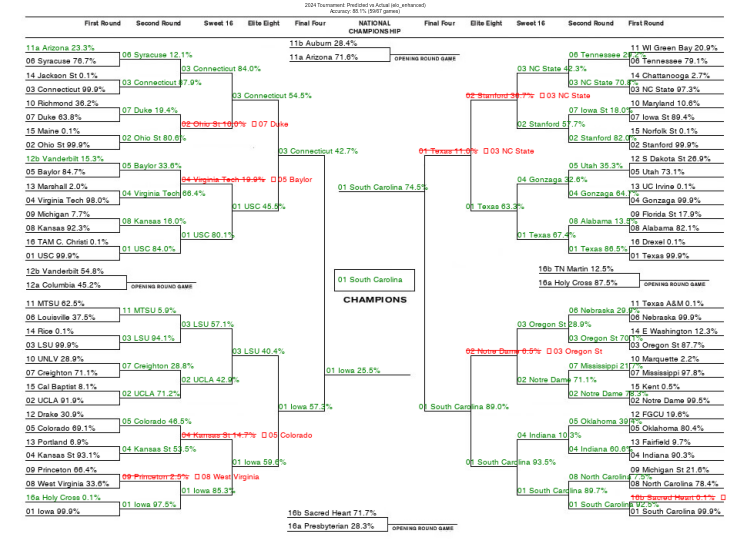 2024 Tournament: Predicted vs Actual (elo_enhanced)
Accuracy: 88.1% (59/67 games)
First Round
Second Round
Sweet 16
Elite Eight
Final Four
NATIONAL CHAMPIONSHIP
Final Four
Elite Eight
Sweet 16
Second Round
First Round
11a Arizona 23.3%
06 Syracuse 76.7%
14 Jackson St 0.1%
03 Connecticut 99.9%
10 Richmond 36.2%
07 Duke 63.8%
15 Maine 0.1%
02 Ohio St 99.9%
12b Vanderbilt 15.3%
05 Baylor 84.7%
13 Marshall 2.0%
04 Virginia Tech 98.0%
09 Michigan 7.7%
08 Kansas 92.3%
16 TAM C. Christi 0.1%
01 USC 99.9%
06 Syracuse 12.1%
03 Connecticut 87.9%
07 Duke 19.4%
02 Ohio St 80.6%
05 Baylor 33.6%
04 Virginia Tech 66.4%
08 Kansas 16.0%
01 USC 84.0%
03 Connecticut 84.0%
02 Ohio St 16.0% 07 Duke
04 Virginia Tech 19.9% 05 Baylor
01 USC 80.1%
03 Connecticut 54.5%
01 USC 45.5%
03 Connecticut 42.7%
11b Auburn 28.4%
11a Arizona 71.6%
OPENING ROUND GAME
12b Vanderbilt 54.8%
12a Columbia 45.2%
OPENING ROUND GAME
11 MTSU 62.5%
06 Louisville 37.5%
14 Rice 0.1%
03 LSU 99.9%
10 UNLV 28.9%
07 Creighton 71.1%
15 Cal Baptist 8.1%
02 UCLA 91.9%
12 Drake 30.9%
05 Colorado 69.1%
13 Portland 6.9%
04 Kansas St 93.1%
09 Princeton 66.4%
08 West Virginia 33.6%
16a Holy Cross 0.1%
01 Iowa 99.9%
11 MTSU 5.9%
03 LSU 94.1%
07 Creighton 28.8%
02 UCLA 71.2%
05 Colorado 46.5%
04 Kansas St 53.5%
09 Princeton 2.5% 08 West Virginia
01 Iowa 97.5%
03 LSU 57.1%
02 UCLA 42.9%
04 Kansas St 14.7% 05 Colorado
01 Iowa 85.3%
03 LSU 40.4%
01 Iowa 59.6%
01 Iowa 57.3%
01 South Carolina 74.5%
01 South Carolina
CHAMPIONS
01 Iowa 25.5%
16b Sacred Heart 71.7%
16a Presbyterian 28.3%
OPENING ROUND GAME
01 Texas 11.0% 03 NC State
02 Stanford 36.7% 03 NC State
01 Texas 63.3%
03 NC State 42.3%
02 Stanford 57.7%
04 Gonzaga 32.6%
01 Texas 67.4%
06 Tennessee
03 NC State 70.8%
07 Iowa St 18.0%
02 Stanford 82.0%
05 Utah 35.3%
04 Gonzaga 64.7%
08 Alabama 13.5%
01 Texas 86.5%
11 WI Green Bay 20.9%
06 Tennessee 79.1%
14 Chattanooga 2.7%
03 NC State 97.3%
10 Maryland 10.6%
07 Iowa St 89.4%
15 Norfolk St 0.1%
02 Stanford 99.9%
12 S Dakota St 26.9%
05 Utah 73.1%
13 UC Irvine 0.1%
04 Gonzaga 99.9%
09 Florida St 17.9%
08 Alabama 82.1%
16 Drexel 0.1%
01 Texas 99.9%
16b TN Martin 12.5%
16a Holy Cross 87.5%
OPENING ROUND GAME
01 South Carolina 89.0%
02 Notre Dame 6.5% 03 Oregon St
01 South Carolina 93.5%
03 Oregon St 28.9%
02 Notre Dame 71.1%
04 Indiana 10.3%
01 South Carolina 89.7%
06 Nebraska 29.9%
03 Oregon St 70.1%
07 Mississippi 21.7%
02 Notre Dame 78.3%
05 Oklahoma 39.4%
04 Indiana 60.6%
08 North Carolina 7.5%
01 South Carolina 92.5%
11 Texas A&M 0.1%
06 Nebraska 99.9%
14 E Washington 12.3%
03 Oregon St 87.7%
10 Marquette 2.2%
07 Mississippi 97.8%
15 Kent 0.5%
02 Notre Dame 99.5%
12 FGCU 19.6%
05 Oklahoma 80.4%
13 Fairfield 9.7%
04 Indiana 90.3%
09 Michigan St 21.6%
08 North Carolina 78.4%
16b Sacred Heart 0.1%
01 South Carolina 99.9%